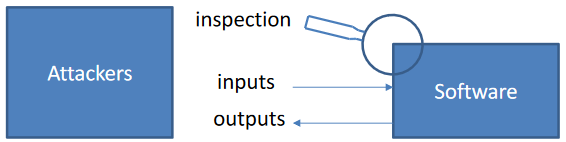 inspection
Attackers
inputs
Software
outputs